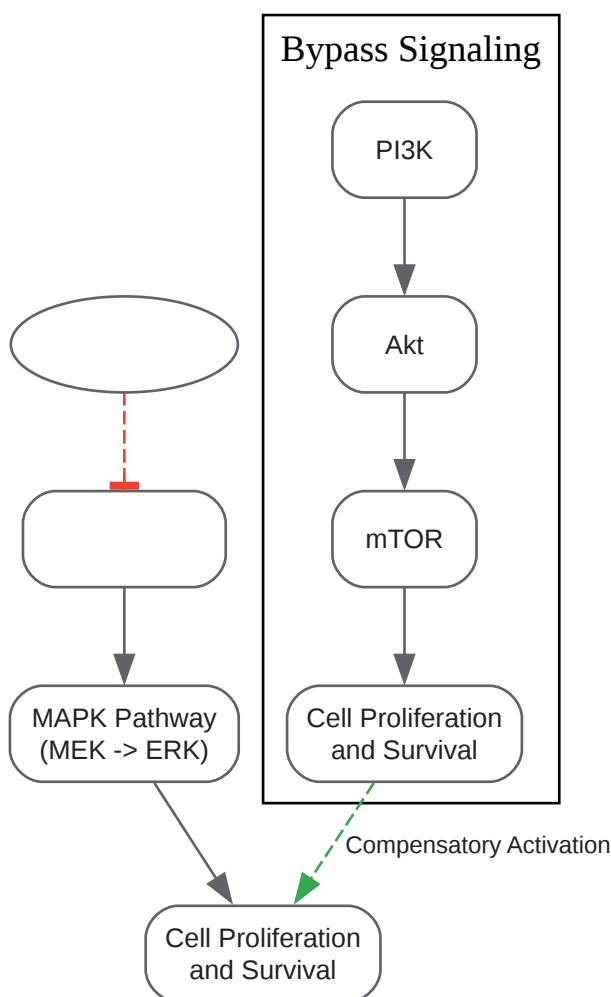 Bypass Signaling
PI3K
Akt
mTOR
MAPK Pathway
(MEK -> ERK)
Cell Proliferation
and Survival
Compensatory Activation
Cell Proliferation
and Survival